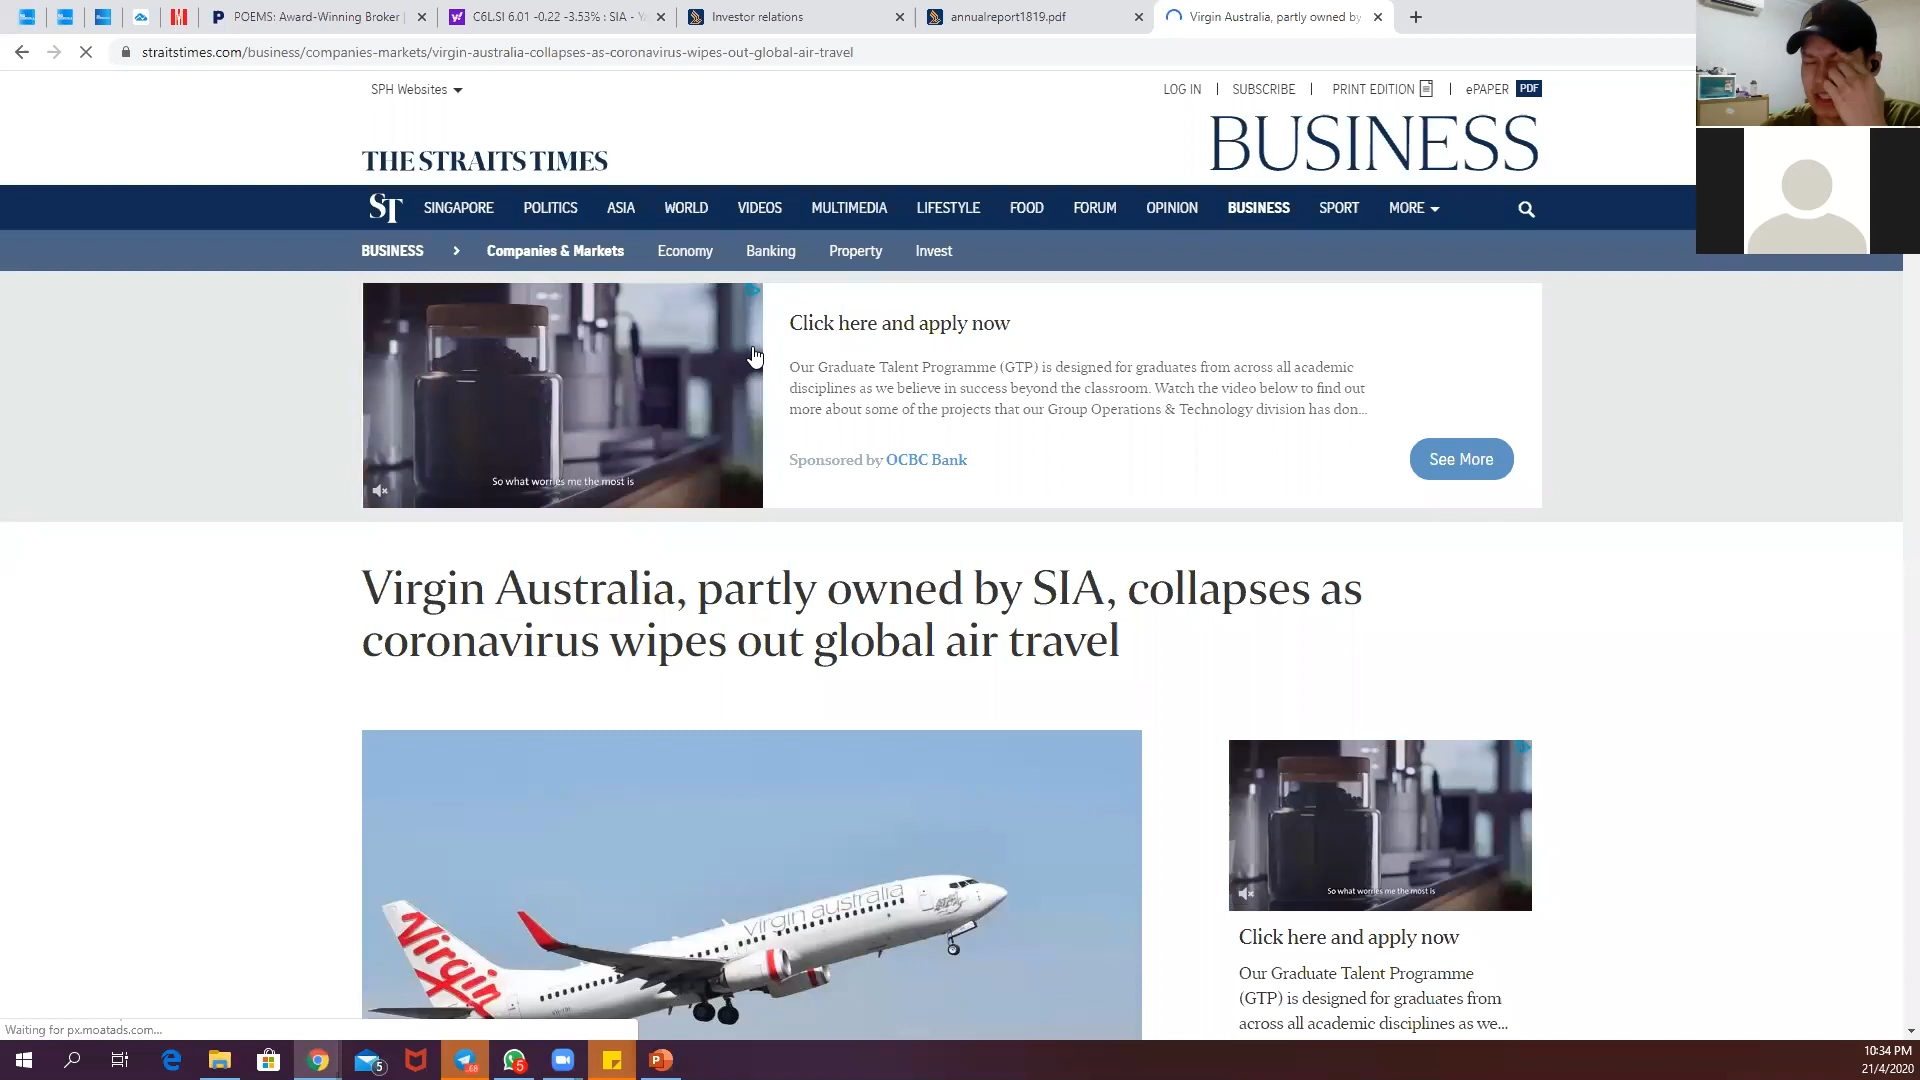 POEMS: Award-Winning Broker
C6L.SI 6.01 -0.22 -3.53% : SIA -
Investor relations
annualreport1819.pdf
Virgin Australia, partly owned by
straitstimes.com/business/companies-markets/virgin-australia-collapses-as-coronavirus-wipes-out-global-air-travel
SPH Websites
LOG IN | SUBSCRIBE | PRINT EDITION | ePAPER PDF
THE STRAITS TIMES
BUSINESS
ST SINGAPORE POLITICS ASIA WORLD VIDEOS MULTIMEDIA LIFESTYLE FOOD FORUM OPINION BUSINESS SPORT MORE
BUSINESS > Companies & Markets Economy Banking Property Invest
Click here and apply now
Our Graduate Talent Programme (GTP) is designed for graduates from across all academic
disciplines as we believe in success beyond the classroom. Watch the video below to find out
more about some of the projects that our Group Operations & Technology division has don...
So what worries me the most is
Sponsored by OCBC Bank
See More
Virgin Australia, partly owned by SIA, collapses as
coronavirus wipes out global air travel
virgin australia
Virgin
So what worries me the most is
Click here and apply now
Our Graduate Talent Programme
(GTP) is designed for graduates from
across all academic disciplines as we...
Waiting for px.moatads.com...
5
68
5
10:34 PM
21/4/2020